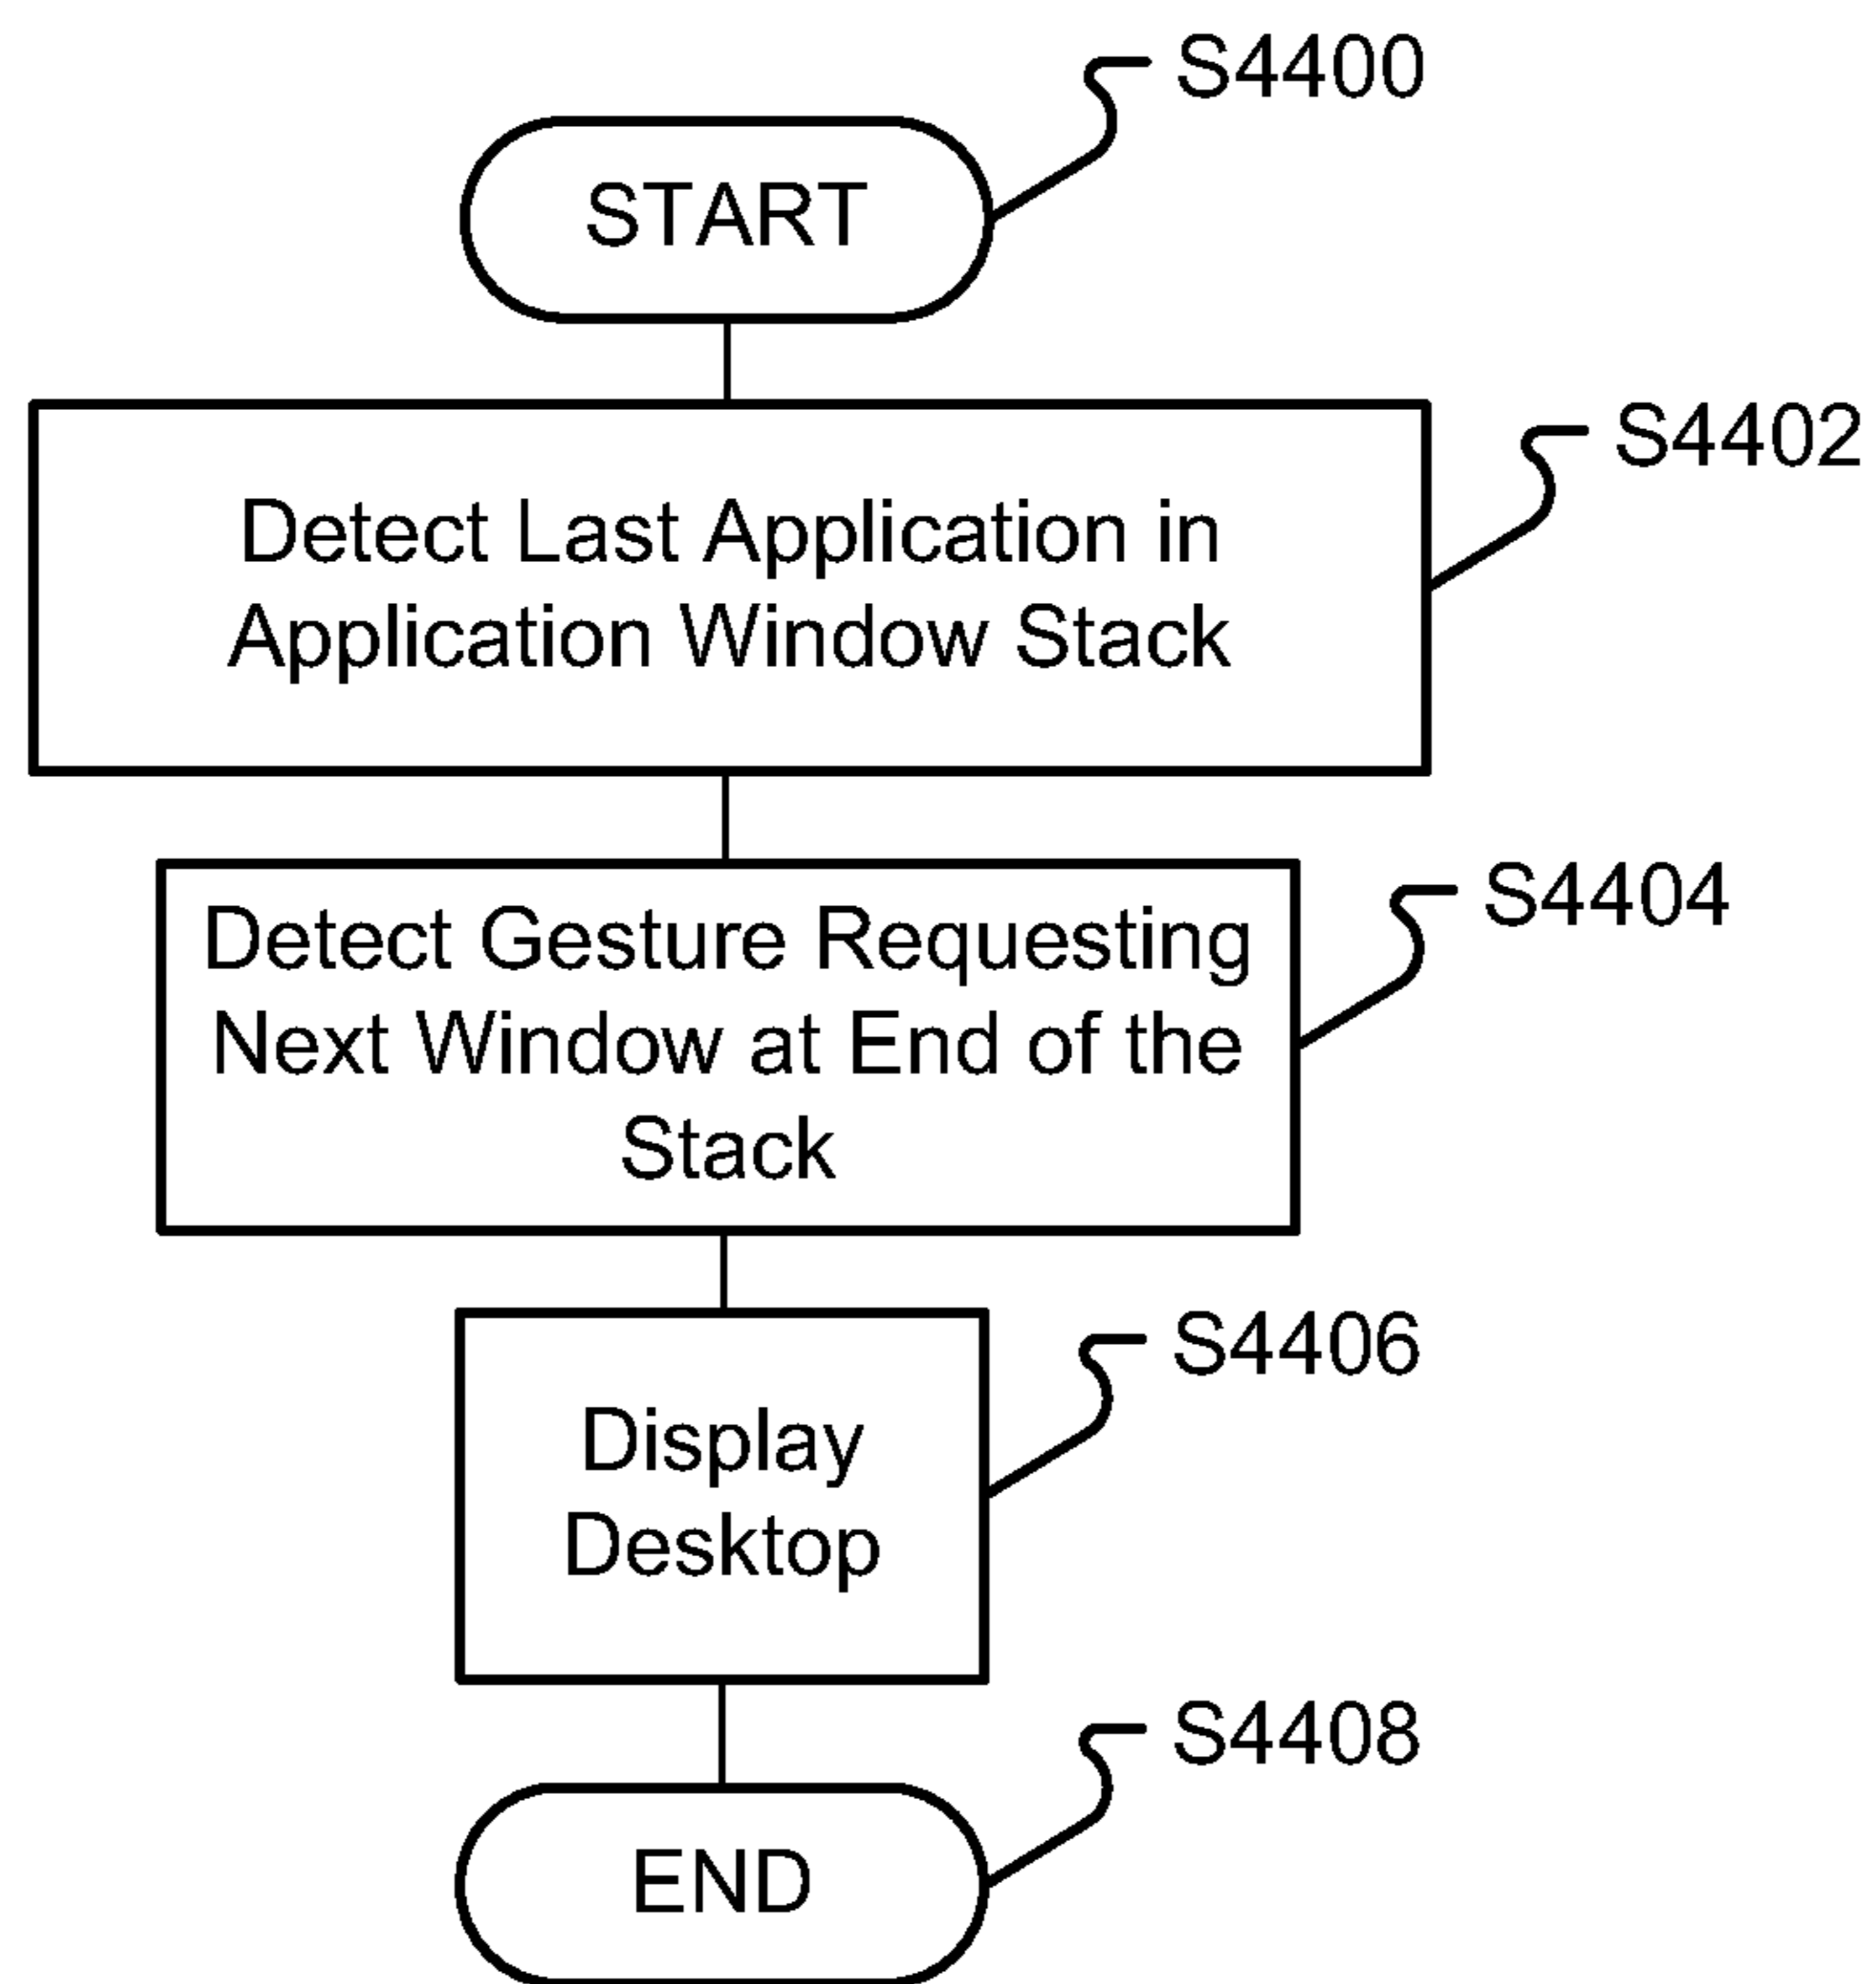 S4400
START
S4402
Detect Last Application in
Application Window Stack
S4404
Detect Gesture Requesting
Next Window at End of the
Stack
S4406
Display
Desktop
S4408
END